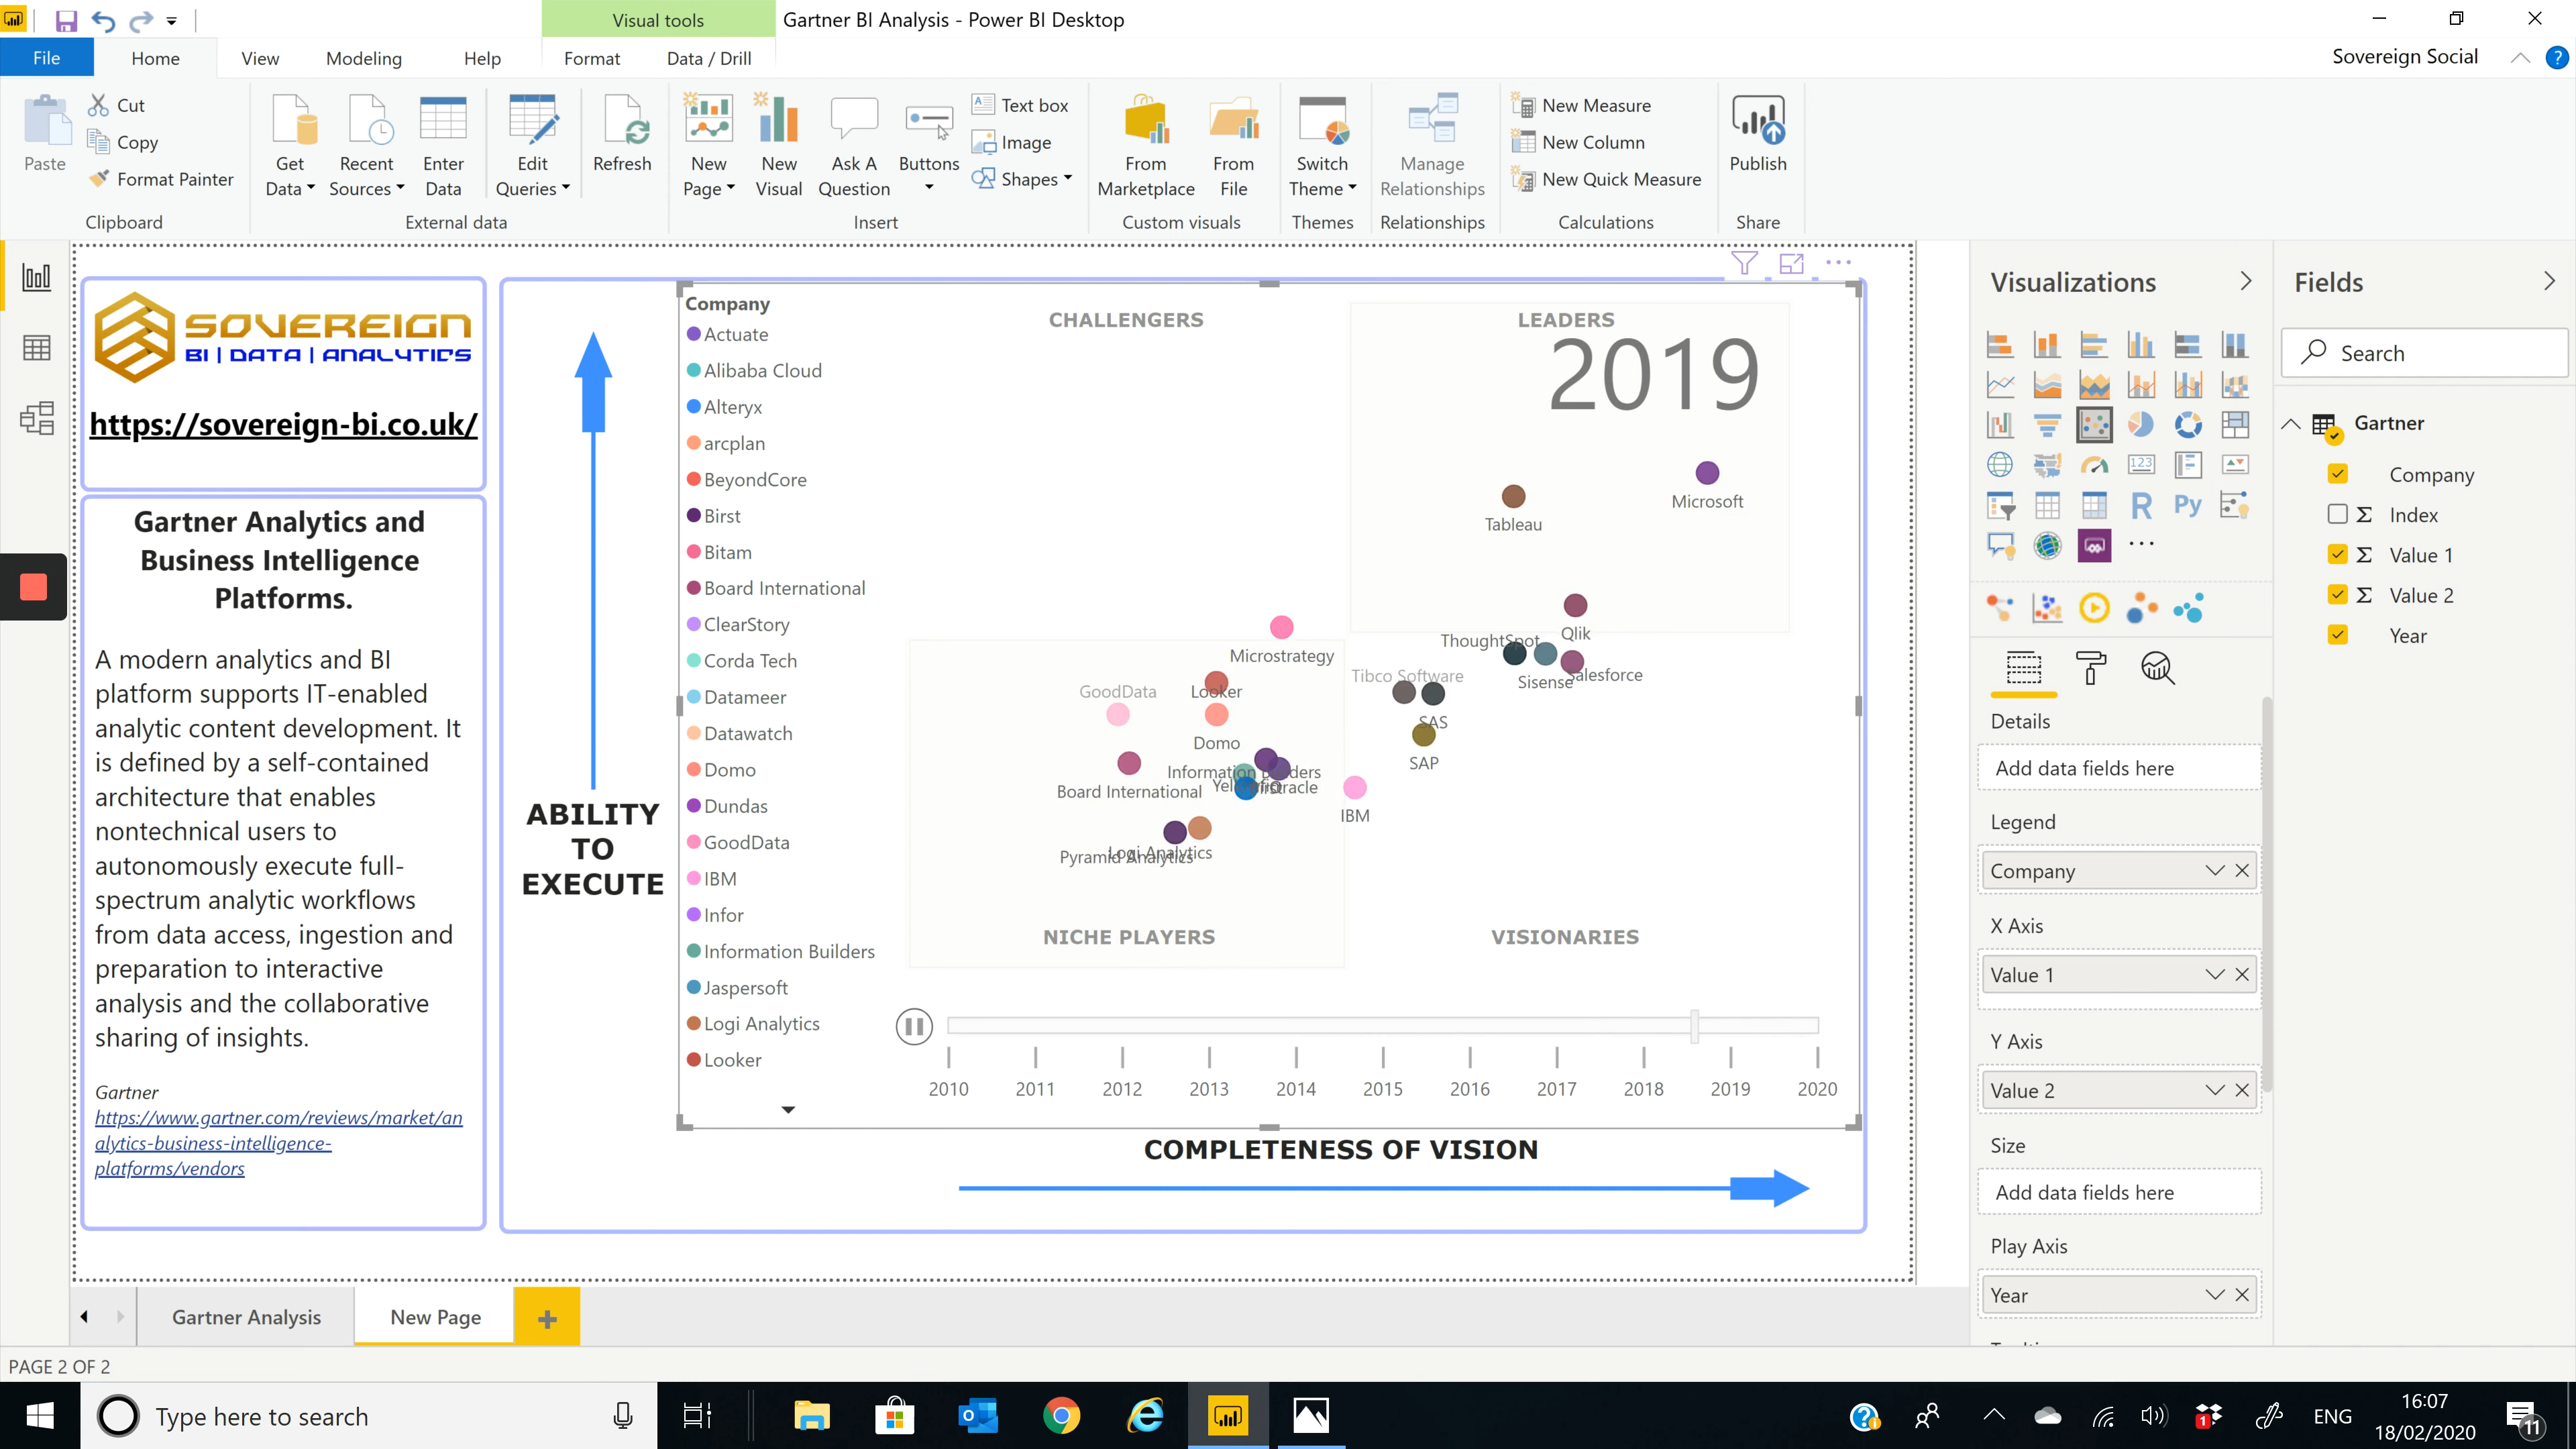 Visual tools
Gartner BI Analysis - Power BI Desktop
File
Home
View
Modeling
Help
Format
Data / Drill
Sovereign Social
?
Paste
Cut
Copy
Format Painter
Clipboard
Get
Data
Recent
Sources
Enter
Data
External data
Edit
Queries
Refresh
New
Page
New
Visual
Ask A
Question
Buttons
Text box
Image
Shapes
Insert
From
Marketplace
From
File
Custom visuals
Switch
Theme
Themes
Manage
Relationships
Relationships
New Measure
New Column
New Quick Measure
Calculations
Publish
Share
SOVEREIGN
BI | DATA | ANALYTICS
https://sovereign-bi.co.uk/
Gartner Analytics and
Business Intelligence
Platforms.
A modern analytics and BI
platform supports IT-enabled
analytic content development. It
is defined by a self-contained
architecture that enables
nontechnical users to
autonomously execute full-
spectrum analytic workflows
from data access, ingestion and
preparation to interactive
analysis and the collaborative
sharing of insights.
Gartner
https://www.gartner.com/reviews/market/an
alytics-business-intelligence-
platforms/vendors
ABILITY
TO
EXECUTE
Company
Actuate
Alibaba Cloud
Alteryx
arcplan
BeyondCore
Birst
Bitam
Board International
ClearStory
Corda Tech
Datameer
Datawatch
Domo
Dundas
GoodData
IBM
Infor
Information Builders
Jaspersoft
Logi Analytics
Looker
CHALLENGERS
LEADERS
2019
Microsoft
Tableau
Qlik
ThoughtSpot
Salesforce
Sisense
Microstrategy
Tibco Software
GoodData
Looker
SAS
Domo
SAP
Information Builders
Board International
IBM
Logi Analytics
Pyramid Analytics
NICHE PLAYERS
VISIONARIES
2010
2011
2012
2013
2014
2015
2016
2017
2018
2019
2020
COMPLETENESS OF VISION
Visualizations
123
R
Py
Details
Add data fields here
Legend
Company
X Axis
Value 1
Y Axis
Value 2
Size
Add data fields here
Play Axis
Year
Fields
Search
Gartner
Company
Index
Value 1
Value 2
Year
Gartner Analysis
New Page
PAGE 2 OF 2
Type here to search
1
ENG
16:07
18/02/2020
11